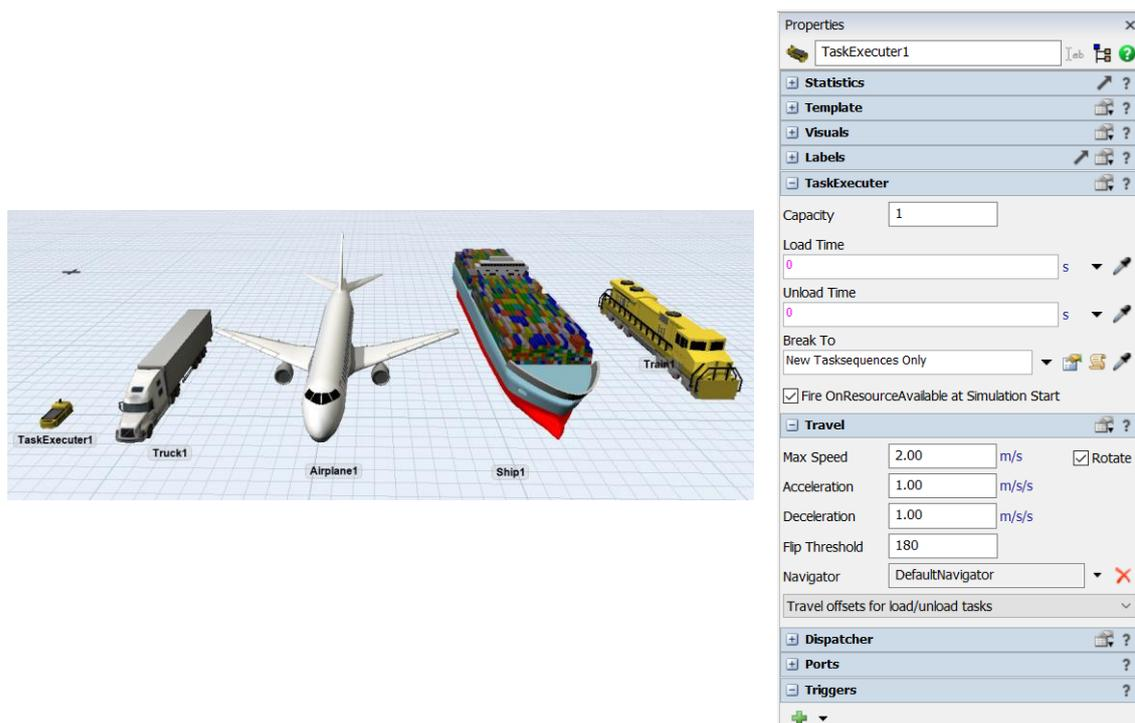 TaskExecuter1
Truck1
Airplane1
Ship1
Train1
Properties
TaskExecuter1
Statistics
Template
Visuals
Labels
TaskExecuter
Capacity 1
Load Time
0 s
Unload Time
0 s
Break To
New Tasksequences Only
Fire OnResourceAvailable at Simulation Start
Travel
Max Speed 2.00 m/s Rotate
Acceleration 1.00 m/s/s
Deceleration 1.00 m/s/s
Flip Threshold 180
Navigator DefaultNavigator
Travel offsets for load/unload tasks
Dispatcher
Ports
Triggers